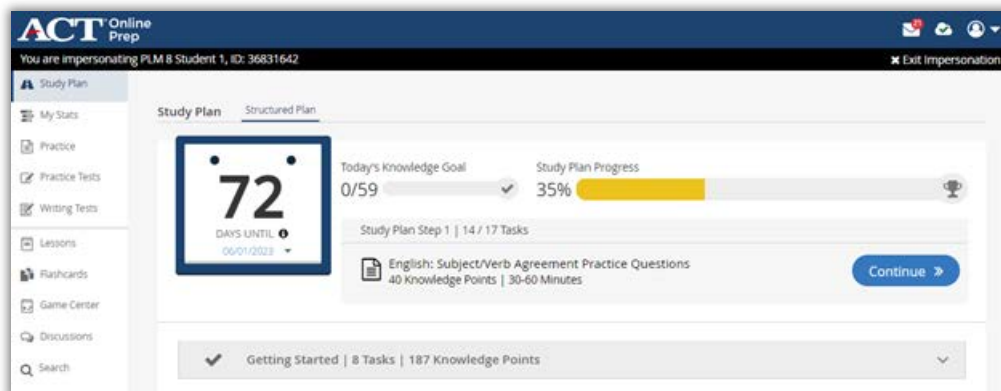 ACT Online Prep
21
You are impersonating PLM 8 Student 1, ID: 36831642
✖ Exit Impersonation
Study Plan
My Stats
Practice
Practice Tests
Writing Tests
Lessons
Flashcards
Game Center
Discussions
Search
Study Plan Structured Plan
72
DAYS UNTIL
06/01/2023
Today's Knowledge Goal
0/59
Study Plan Progress
35%
Study Plan Step 1 | 14 / 17 Tasks
English: Subject/Verb Agreement Practice Questions
40 Knowledge Points | 30-60 Minutes
Continue »
Getting Started | 8 Tasks | 187 Knowledge Points